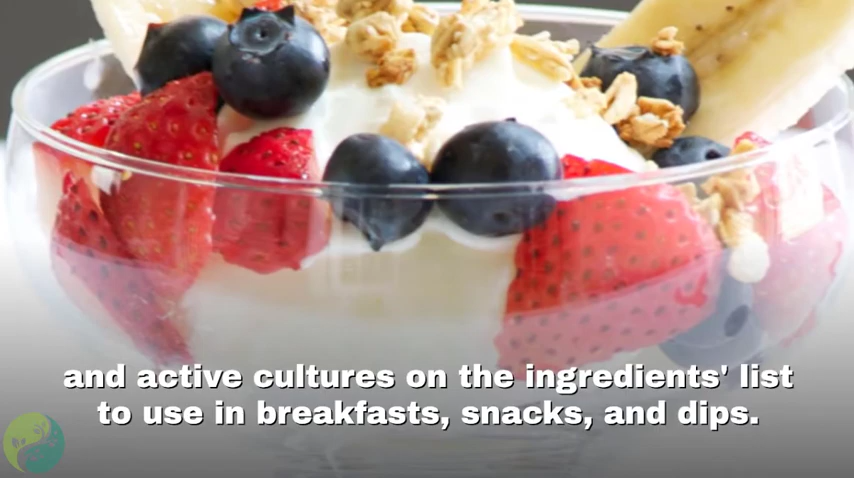 and active cultures on the ingredients' list
to use in breakfasts, snacks, and dips.